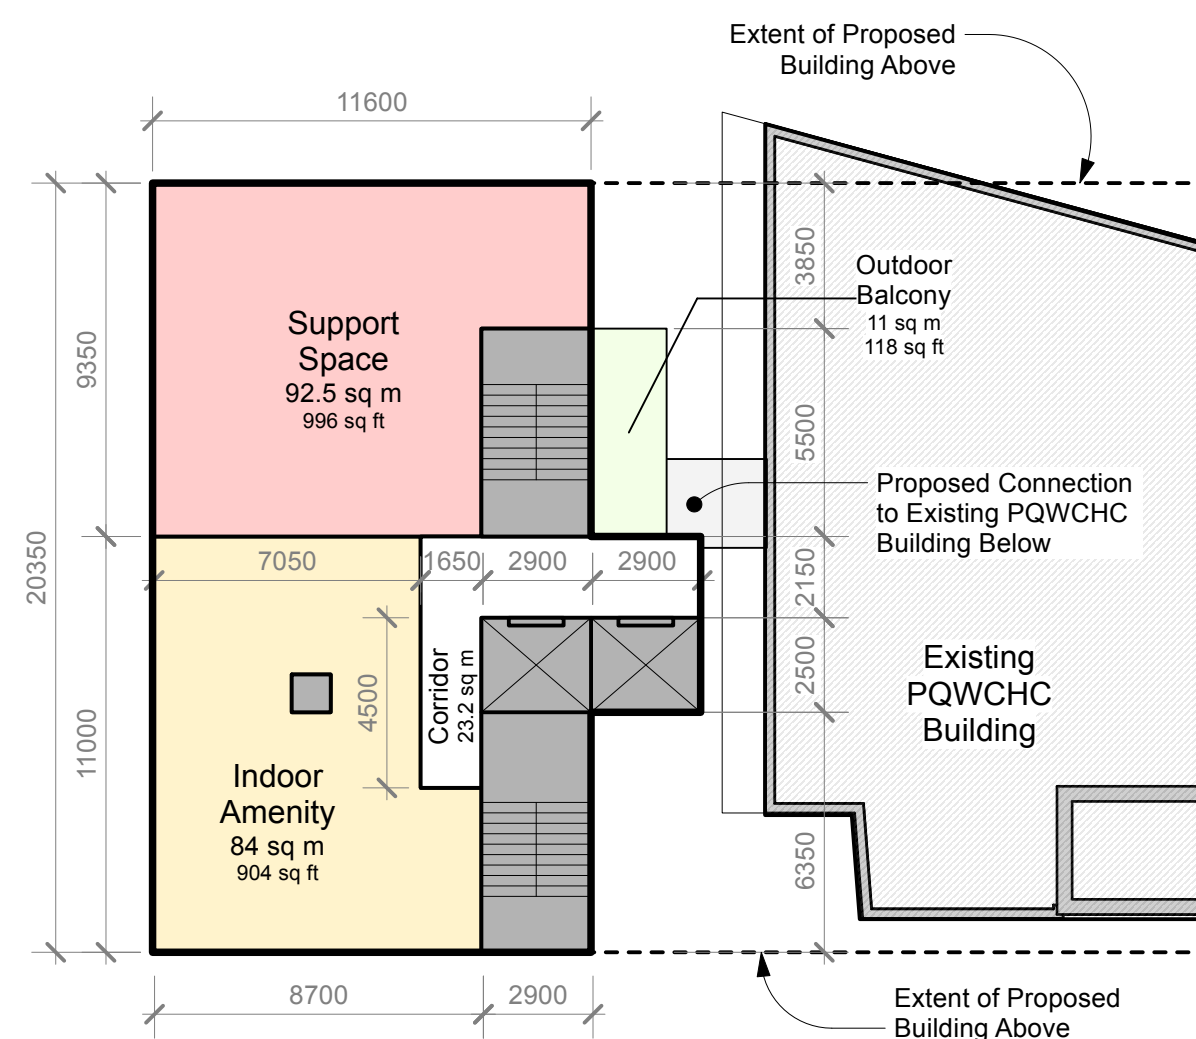 Extent of Proposed
Building Above
11600
3850
Outdoor
Balcony
11 sq m
118 sq ft
Support
Space
92.5 sq m
996 sq ft
9350
5500
Proposed Connection
to Existing PQWCHC
Building Below
20350
7050
1650
2900
2900
2150
Corridor
23.2 sq m
4500
2500
Existing
PQWCHC
Building
11000
Indoor
Amenity
84 sq m
904 sq ft
6350
8700
2900
Extent of Proposed
Building Above